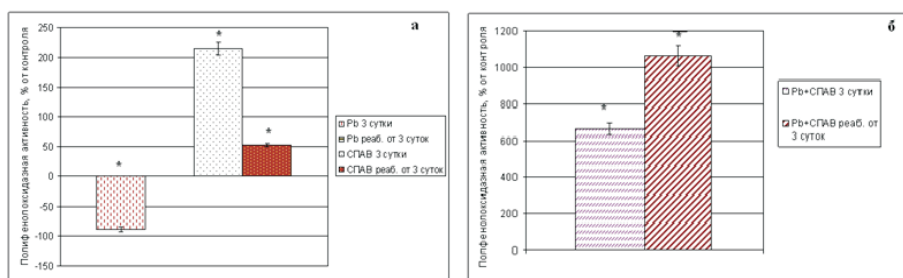 а
Полифенолоксидазная активность, % от контроля
250
200
150
100
50
0
-50
-100
-150
*
*
*
Pb 3 сутки
Pb реаб. от 3 суток
СПАВ 3 сутки
СПАВ реаб. от 3 суток
б
Полфенолоксидазная активность, % от контроля
1200
1000
800
600
400
200
0
*
*
Pb+СПАВ 3 сутки
Pb+СПАВ реаб. от
3 суток